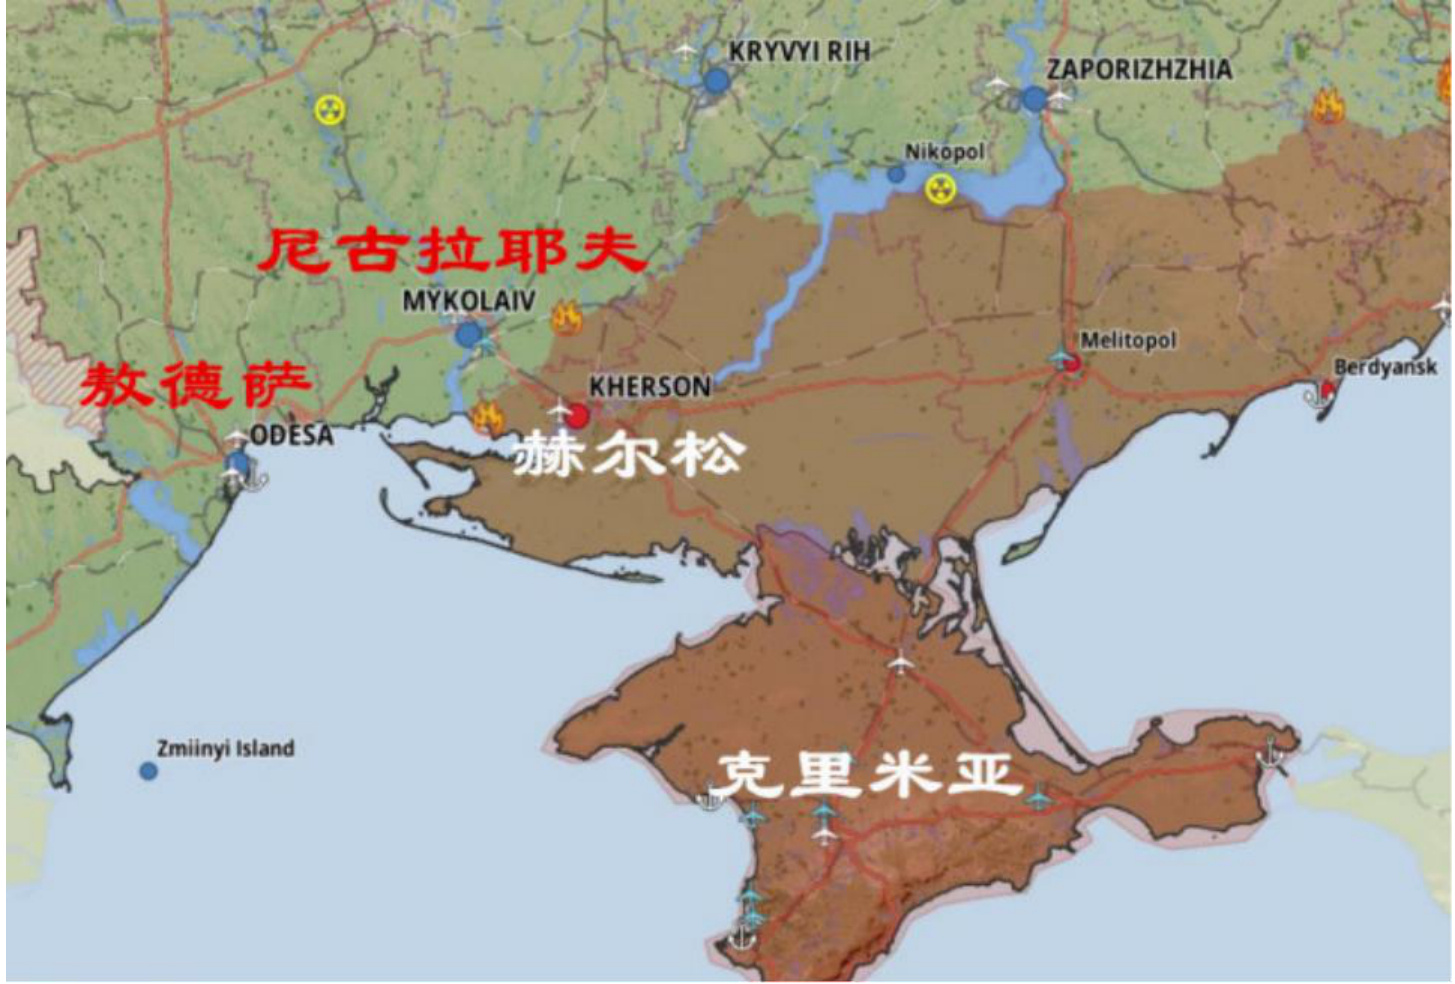 KRYVYI RIH
ZAPORIZHZHIA
Nikopol
尼古拉耶夫
MYKOLAIV
Melitopol
Berdyansk
敖德萨
KHERSON
ODESA
赫尔松
Zmiinyi Island
克里米亚